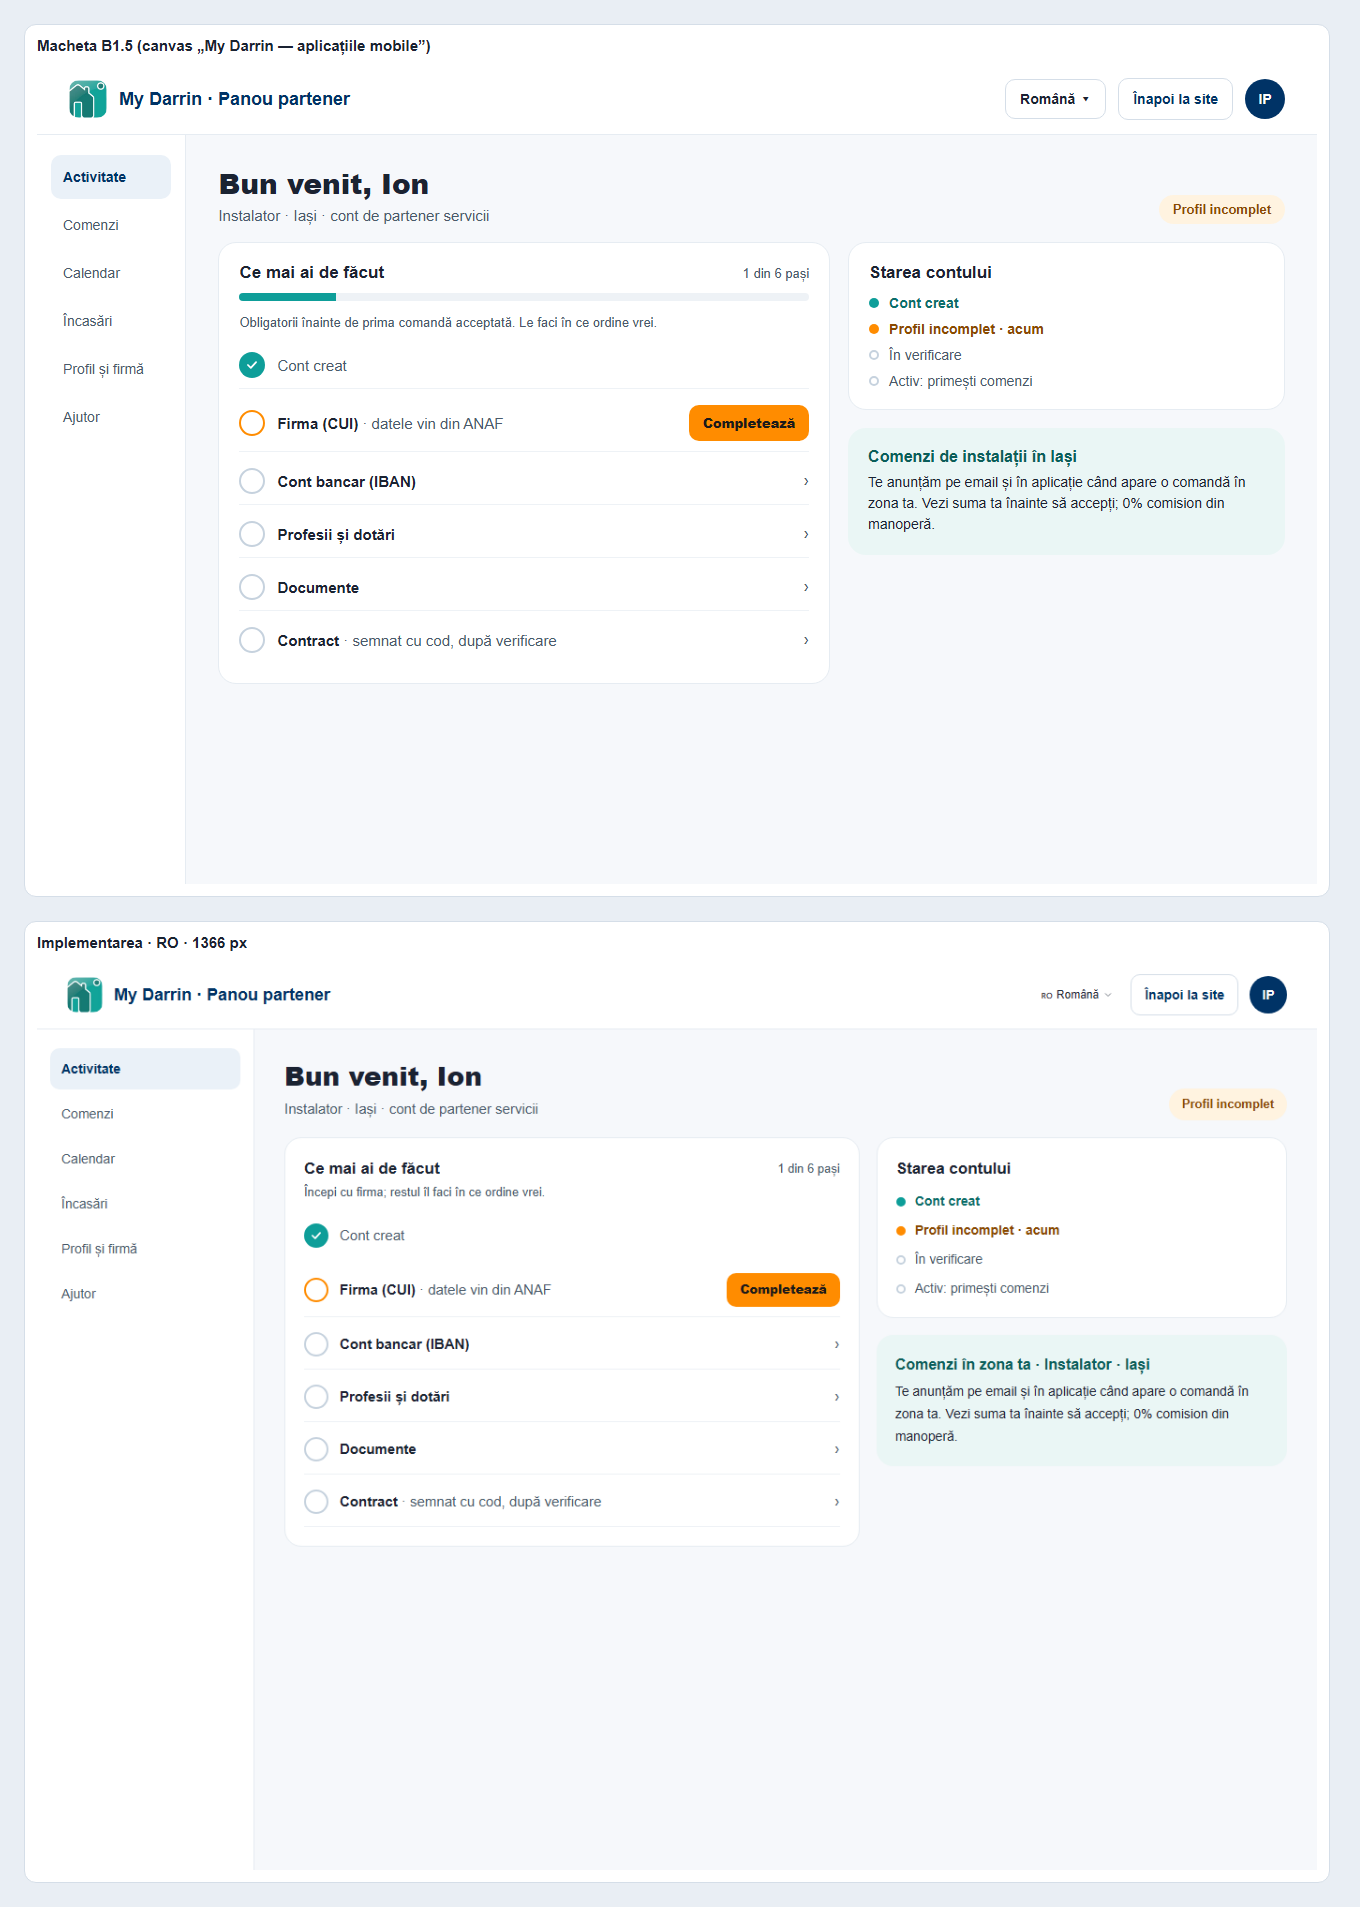 Macheta B1.5 (canvas „My Darrin — aplicațiile mobile”)
My Darrin · Panou partener
Română ▾
Înapoi la site
IP
Activitate
Comenzi
Calendar
Încasări
Profil și firmă
Ajutor
Bun venit, Ion
Instalator · Iași · cont de partener servicii
Profil incomplet
Ce mai ai de făcut
1 din 6 pași
Obligatorii înainte de prima comandă acceptată. Le faci în ce ordine vrei.
Cont creat
Firma (CUI) · datele vin din ANAF
Completează
Cont bancar (IBAN) ›
Profesii și dotări ›
Documente ›
Contract · semnat cu cod, după verificare ›
Starea contului
Cont creat
Profil incomplet · acum
În verificare
Activ: primești comenzi
Comenzi de instalații în Iași
Te anunțăm pe email și în aplicație când apare o comandă în
zona ta. Vezi suma ta înainte să accepți; 0% comision din
manoperă.
Implementarea · RO · 1366 px
My Darrin · Panou partener
RO Română
Înapoi la site
IP
Activitate
Comenzi
Calendar
Încasări
Profil și firmă
Ajutor
Bun venit, Ion
Instalator · Iași · cont de partener servicii
Profil incomplet
Ce mai ai de făcut
1 din 6 pași
Începi cu firma; restul îl faci în ce ordine vrei.
Cont creat
Firma (CUI) · datele vin din ANAF
Completează
Cont bancar (IBAN) ›
Profesii și dotări ›
Documente ›
Contract · semnat cu cod, după verificare ›
Starea contului
Cont creat
Profil incomplet · acum
În verificare
Activ: primești comenzi
Comenzi în zona ta · Instalator · Iași
Te anunțăm pe email și în aplicație când apare o comandă în
zona ta. Vezi suma ta înainte să accepți; 0% comision din
manoperă.